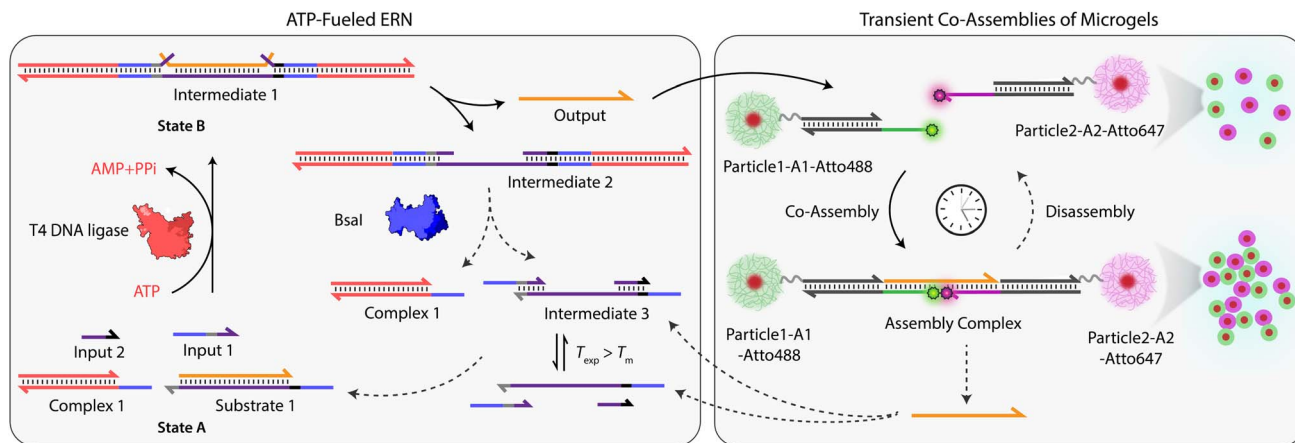 ATP-Fueled ERN
Intermediate 1
State B
Output
AMP+PPi
Intermediate 2
T4 DNA ligase
BsaI
ATP
Complex 1
Intermediate 3
Input 2
Input 1
Texp > Tm
Complex 1
Substrate 1
State A
Transient Co-Assemblies of Microgels
Particle1-A1-Atto488
Particle2-A2-Atto647
Co-Assembly
Disassembly
Particle1-A1
-Atto488
Assembly Complex
Particle2-A2
-Atto647